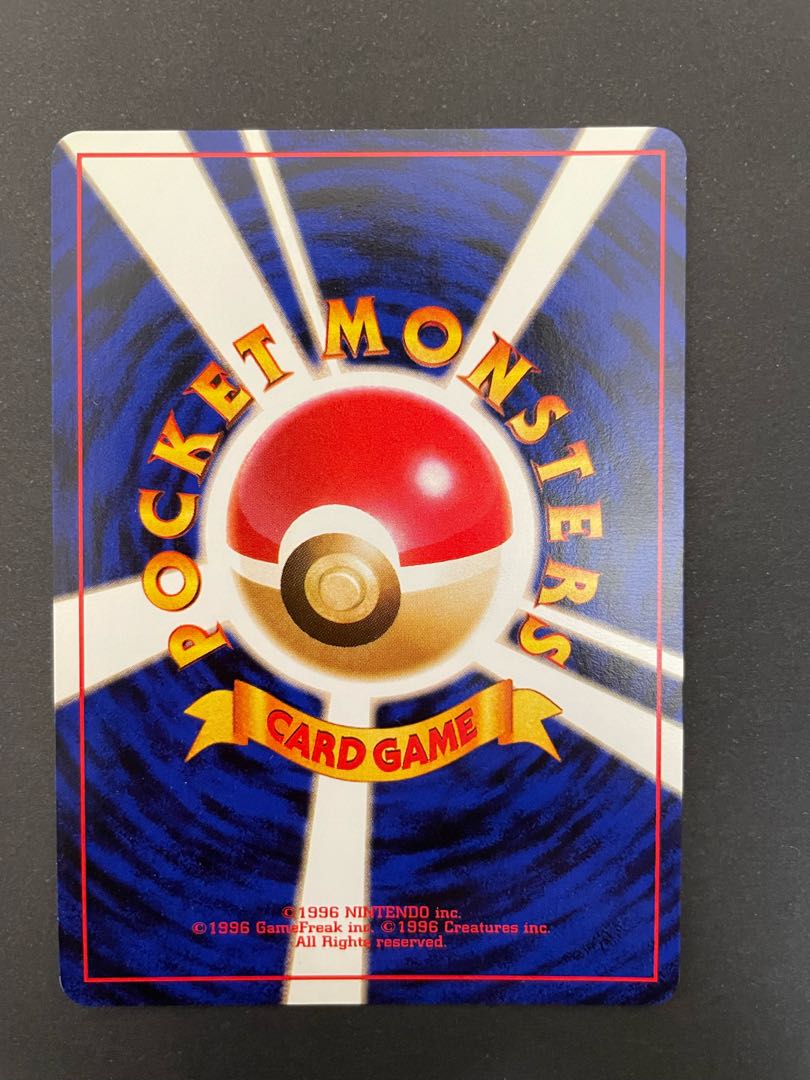 POCKET MONSTERS
CARD GAME
©1996 NINTENDO inc.
©1996 GameFreak inc. ©1996 Creatures inc.
All Rights reserved.